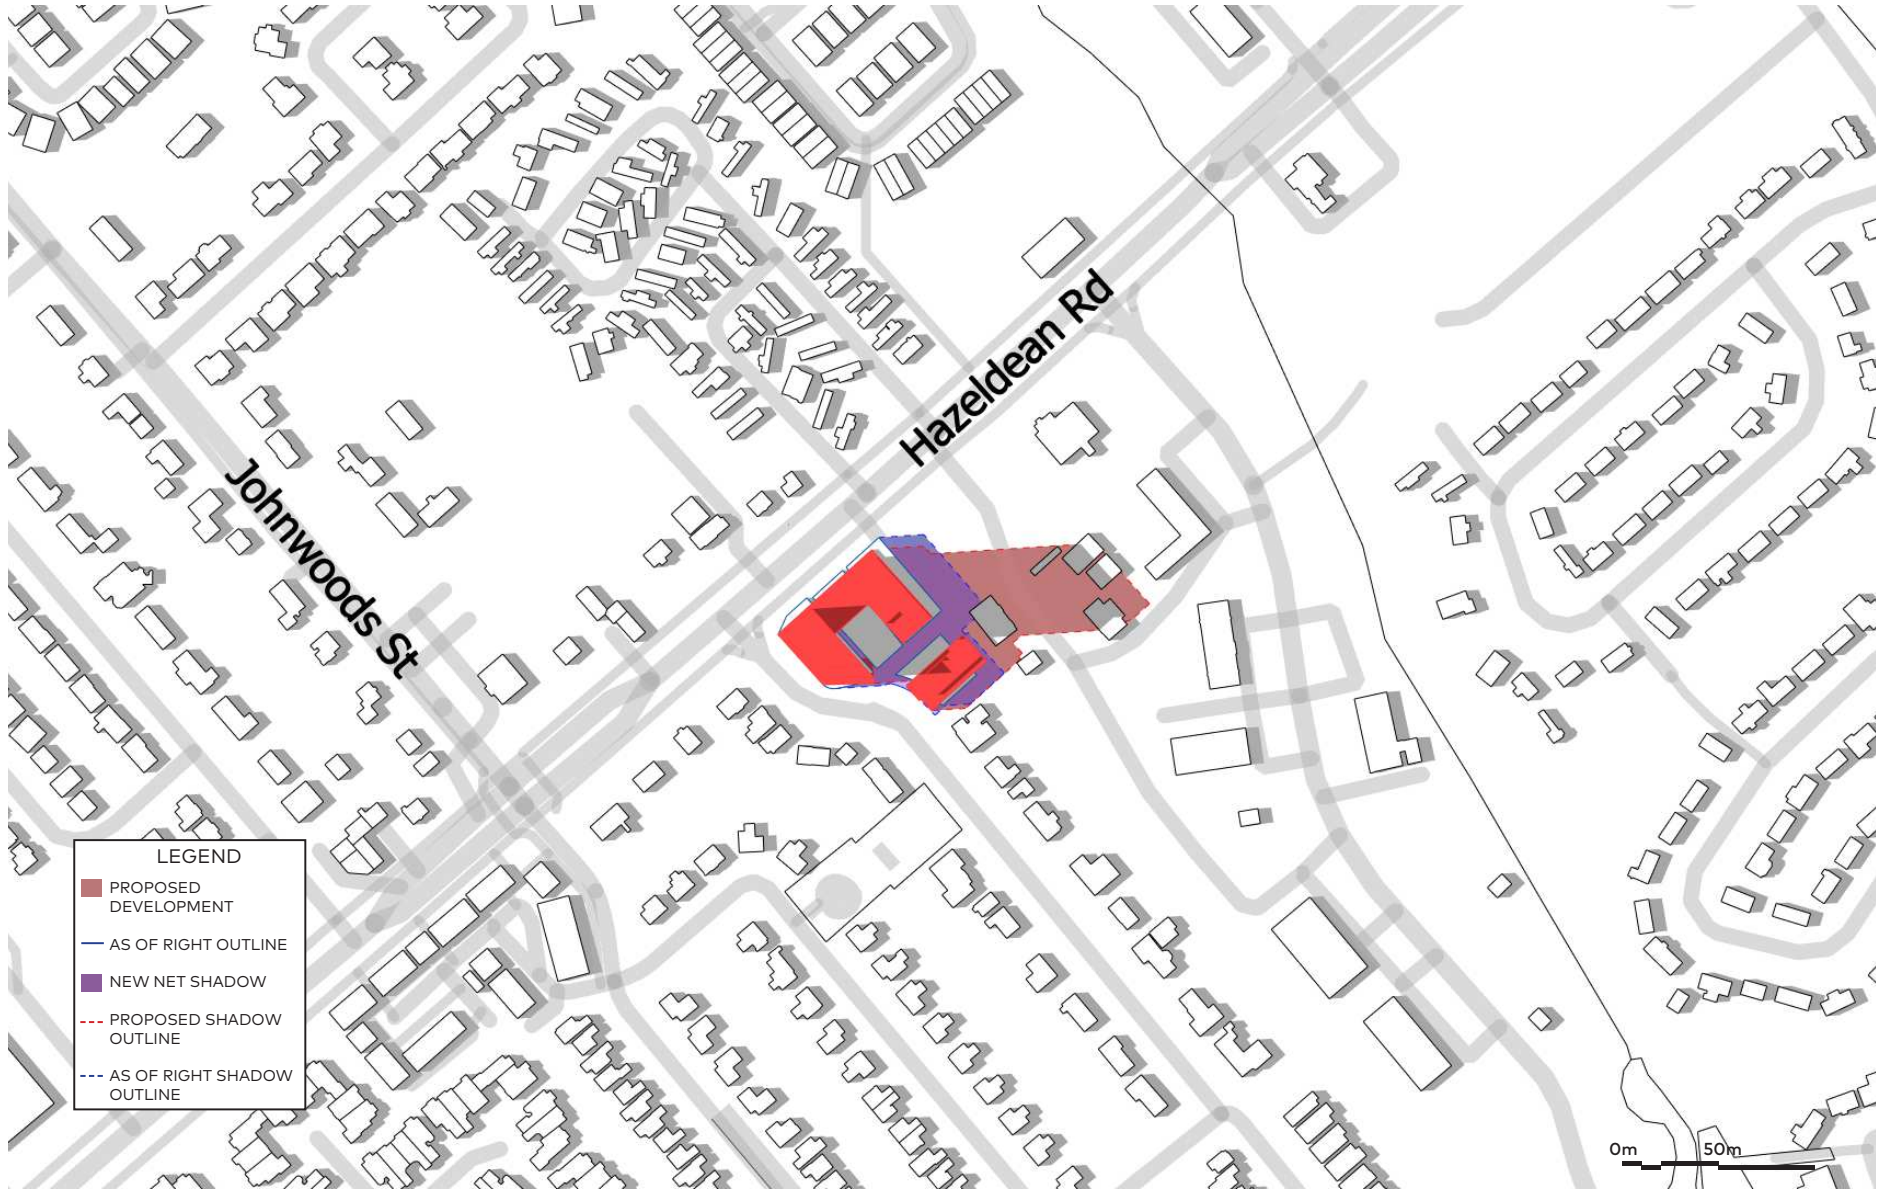 Hazeldean Rd
Johnwoods St
LEGEND
PROPOSED
DEVELOPMENT
AS OF RIGHT OUTLINE
NEW NET SHADOW
PROPOSED SHADOW
OUTLINE
AS OF RIGHT SHADOW
OUTLINE
0m 50m